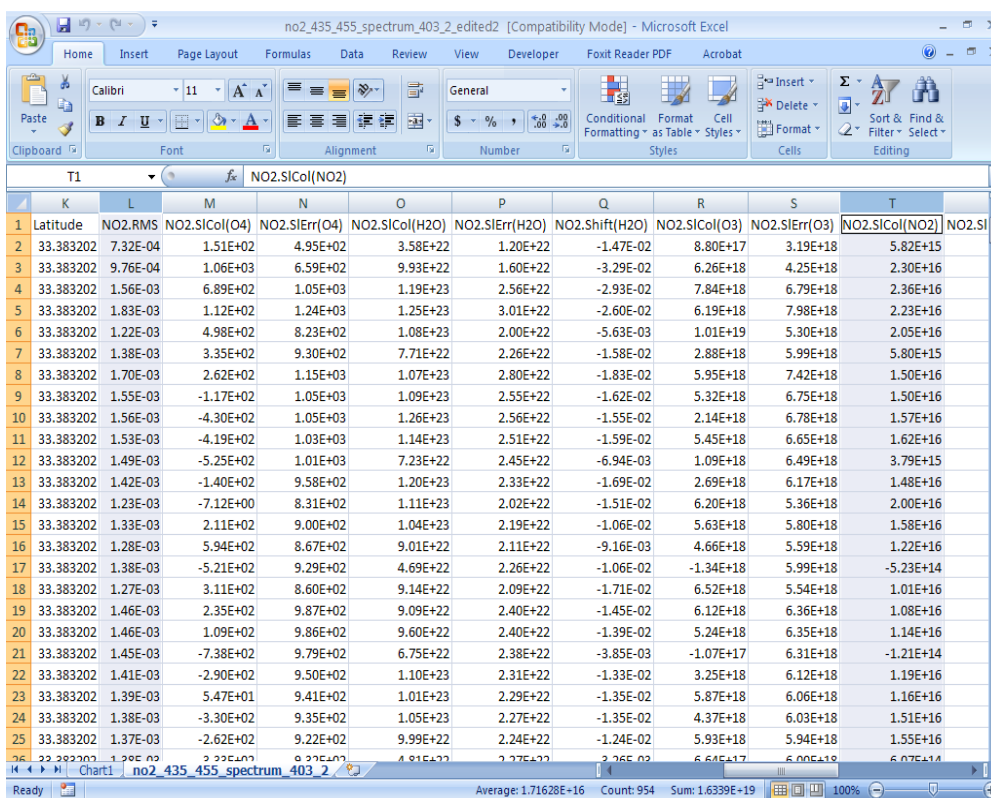 no2_435_455_spectrum_403_2_edited2 [Compatibility Mode] - Microsoft Excel
Home Insert Page Layout Formulas Data Review View Developer Foxit Reader PDF Acrobat
Paste
Calibri 11 A A
B I U A
General
$ % ,
Conditional Formatting
Format as Table
Cell Styles
Insert
Delete
Format
Σ
Sort & Filter
Find & Select
Clipboard Font Alignment Number Styles Cells Editing
T1 fx NO2.SlCol(NO2)
K L M N O P Q R S T
1 Latitude NO2.RMS NO2.SlCol(O4) NO2.SlErr(O4) NO2.SlCol(H2O) NO2.SlErr(H2O) NO2.Shift(H2O) NO2.SlCol(O3) NO2.SlErr(O3) NO2.SlCol(NO2) NO2.Sl
2 33.383202 7.32E-04 1.51E+02 4.95E+02 3.58E+22 1.20E+22 -1.47E-02 8.80E+17 3.19E+18 5.82E+15
3 33.383202 9.76E-04 1.06E+03 6.59E+02 9.93E+22 1.60E+22 -3.29E-02 6.26E+18 4.25E+18 2.30E+16
4 33.383202 1.56E-03 6.89E+02 1.05E+03 1.19E+23 2.56E+22 -2.93E-02 7.84E+18 6.79E+18 2.36E+16
5 33.383202 1.83E-03 1.12E+02 1.24E+03 1.25E+23 3.01E+22 -2.60E-02 6.19E+18 7.98E+18 2.23E+16
6 33.383202 1.22E-03 4.98E+02 8.23E+02 1.08E+23 2.00E+22 -5.63E-03 1.01E+19 5.30E+18 2.05E+16
7 33.383202 1.38E-03 3.35E+02 9.30E+02 7.71E+22 2.26E+22 -1.58E-02 2.88E+18 5.99E+18 5.80E+15
8 33.383202 1.70E-03 2.62E+02 1.15E+03 1.07E+23 2.80E+22 -1.83E-02 5.95E+18 7.42E+18 1.50E+16
9 33.383202 1.55E-03 -1.17E+02 1.05E+03 1.09E+23 2.55E+22 -1.62E-02 5.32E+18 6.75E+18 1.50E+16
10 33.383202 1.56E-03 -4.30E+02 1.05E+03 1.26E+23 2.56E+22 -1.55E-02 2.14E+18 6.78E+18 1.57E+16
11 33.383202 1.53E-03 -4.19E+02 1.03E+03 1.14E+23 2.51E+22 -1.59E-02 5.45E+18 6.65E+18 1.62E+16
12 33.383202 1.49E-03 -5.25E+02 1.01E+03 7.23E+22 2.45E+22 -6.94E-03 1.09E+18 6.49E+18 3.79E+15
13 33.383202 1.42E-03 -1.40E+02 9.58E+02 1.20E+23 2.33E+22 -1.69E-02 2.69E+18 6.17E+18 1.48E+16
14 33.383202 1.23E-03 -7.12E+00 8.31E+02 1.11E+23 2.02E+22 -1.51E-02 6.20E+18 5.36E+18 2.00E+16
15 33.383202 1.33E-03 2.11E+02 9.00E+02 1.04E+23 2.19E+22 -1.06E-02 5.63E+18 5.80E+18 1.58E+16
16 33.383202 1.28E-03 5.94E+02 8.67E+02 9.01E+22 2.11E+22 -9.16E-03 4.66E+18 5.59E+18 1.22E+16
17 33.383202 1.38E-03 -5.21E+02 9.29E+02 4.69E+22 2.26E+22 -1.06E-02 -1.34E+18 5.99E+18 -5.23E+14
18 33.383202 1.27E-03 3.11E+02 8.60E+02 9.14E+22 2.09E+22 -1.71E-02 6.52E+18 5.54E+18 1.01E+16
19 33.383202 1.46E-03 2.35E+02 9.87E+02 9.09E+22 2.40E+22 -1.45E-02 6.12E+18 6.36E+18 1.08E+16
20 33.383202 1.46E-03 1.09E+02 9.86E+02 9.60E+22 2.40E+22 -1.39E-02 5.24E+18 6.35E+18 1.14E+16
21 33.383202 1.45E-03 -7.38E+02 9.79E+02 6.75E+22 2.38E+22 -3.85E-03 -1.07E+17 6.31E+18 -1.21E+14
22 33.383202 1.41E-03 -2.90E+02 9.50E+02 1.10E+23 2.31E+22 -1.33E-02 3.25E+18 6.12E+18 1.19E+16
23 33.383202 1.39E-03 5.47E+01 9.41E+02 1.01E+23 2.29E+22 -1.35E-02 5.87E+18 6.06E+18 1.16E+16
24 33.383202 1.38E-03 -3.30E+02 9.35E+02 1.05E+23 2.27E+22 -1.35E-02 4.37E+18 6.03E+18 1.51E+16
25 33.383202 1.37E-03 -2.62E+02 9.22E+02 9.99E+22 2.24E+22 -1.24E-02 5.93E+18 5.94E+18 1.55E+16
Chart1 no2_435_455_spectrum_403_2
Ready Average: 1.71628E+16 Count: 954 Sum: 1.6339E+19 100%